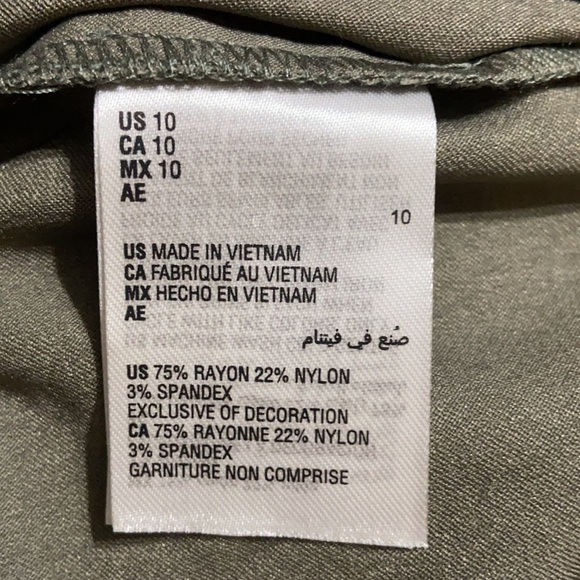 US 10
CA 10
MX 10
AE
10
US MADE IN VIETNAM
CA FABRIQUÉ AU VIETNAM
MX HECHO EN VIETNAM
AE
صُنع في فيتنام
US 75% RAYON 22% NYLON
3% SPANDEX
EXCLUSIVE OF DECORATION
CA 75% RAYONNE 22% NYLON
3% SPANDEX
GARNITURE NON COMPRISE